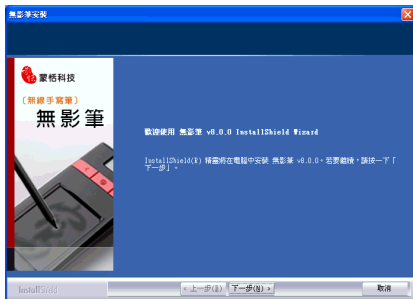 無影筆安裝
蒙恬科技
〔無線手寫筆〕
無影筆
歡迎使用 無影筆 v8.0.0 InstallShield Wizard
InstallShield(R) 精靈將在電腦中安裝 無影筆 v8.0.0。若要繼續，請按一下「
下一步」。
InstallShield
< 上一步(B)
下一步(N) >
取消